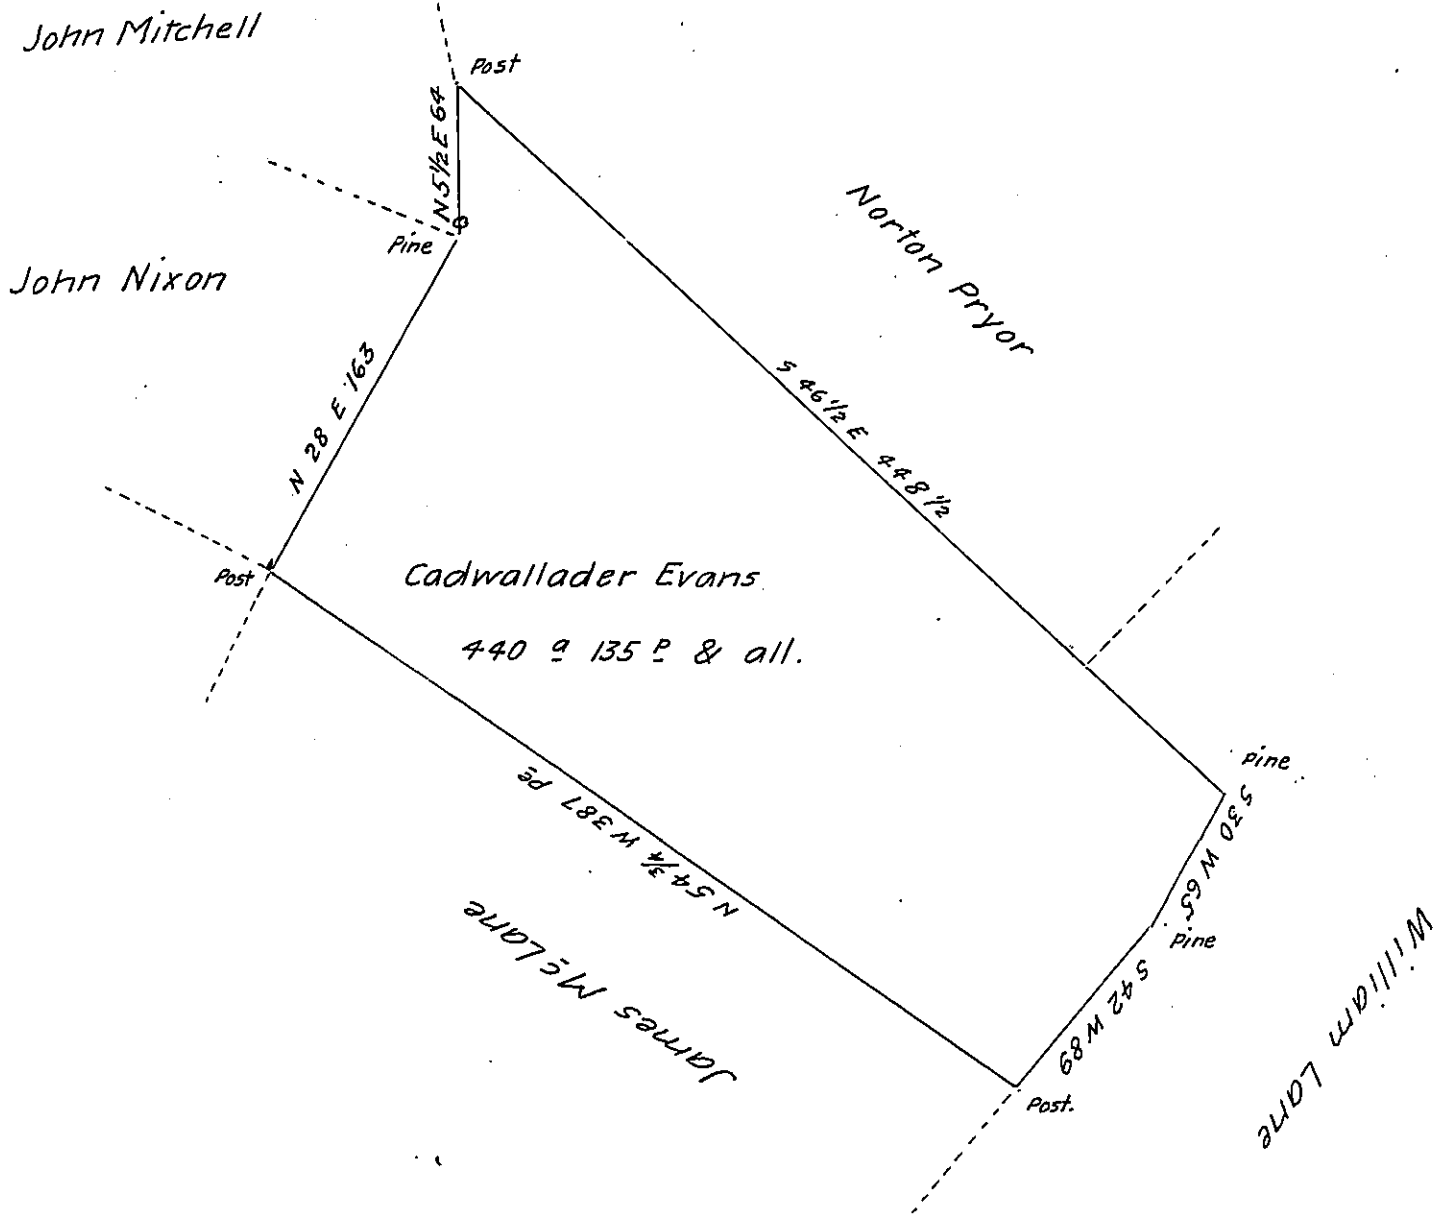 John Mitchell
Post
N 5½ E 64
Pine
John Nixon
Norton Pryor
N 28 E 163
S 46½ E 448½
Post
Cadwallader Evans
440 a 135 P & all.
Pine
S 30 W 65
Pine
N 54¾ W 387 pe
James McLane
S 42 W 89
Post.
William Lane